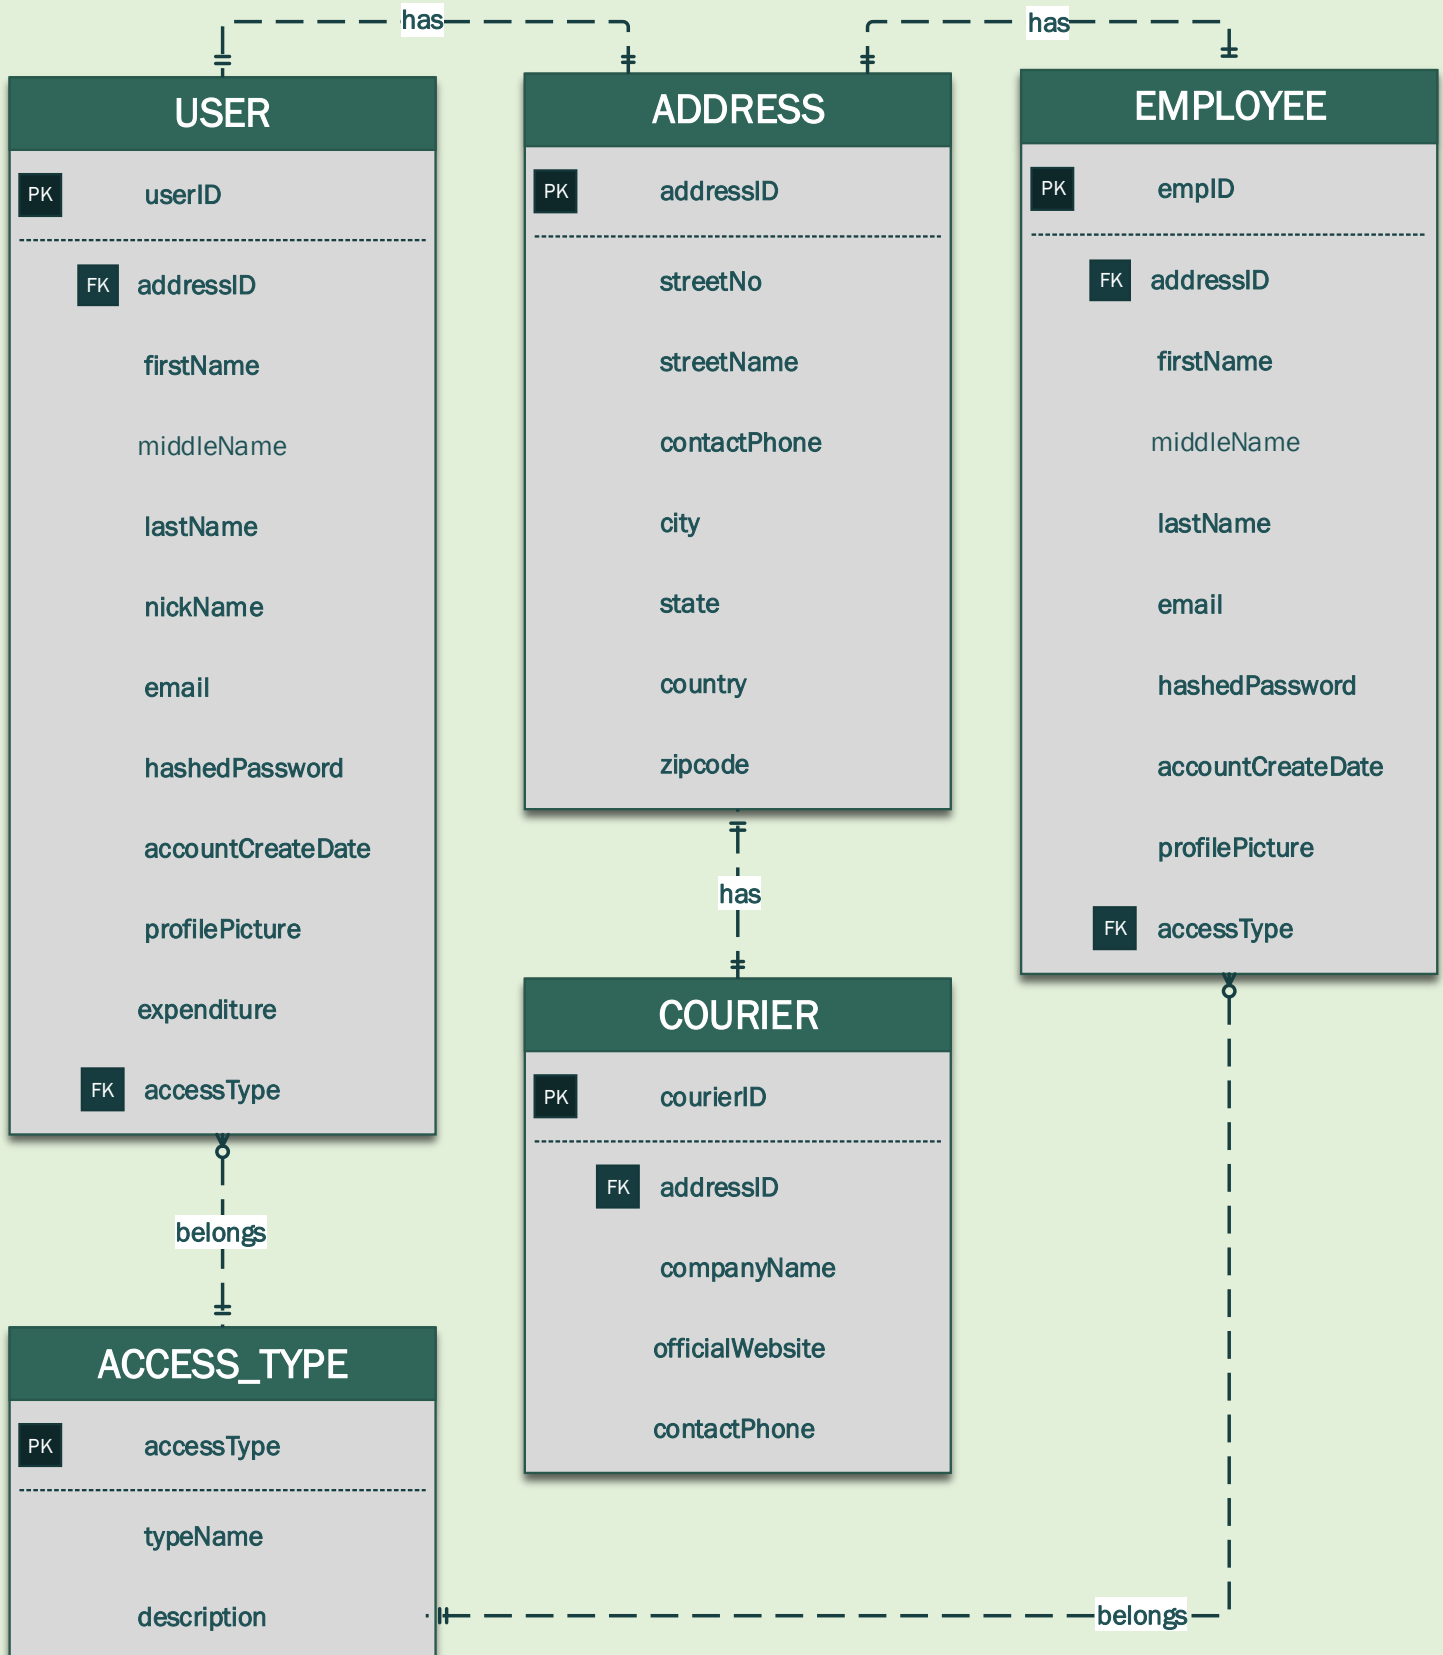 has
has
USER
PK userID
FK addressID
firstName
middleName
lastName
nickName
email
hashedPassword
accountCreateDate
profilePicture
expenditure
FK accessType
ADDRESS
PK addressID
streetNo
streetName
contactPhone
city
state
country
zipcode
EMPLOYEE
PK empID
FK addressID
firstName
middleName
lastName
email
hashedPassword
accountCreateDate
profilePicture
FK accessType
has
belongs
COURIER
PK courierID
FK addressID
companyName
officialWebsite
contactPhone
ACCESS_TYPE
PK accessType
typeName
description
belongs